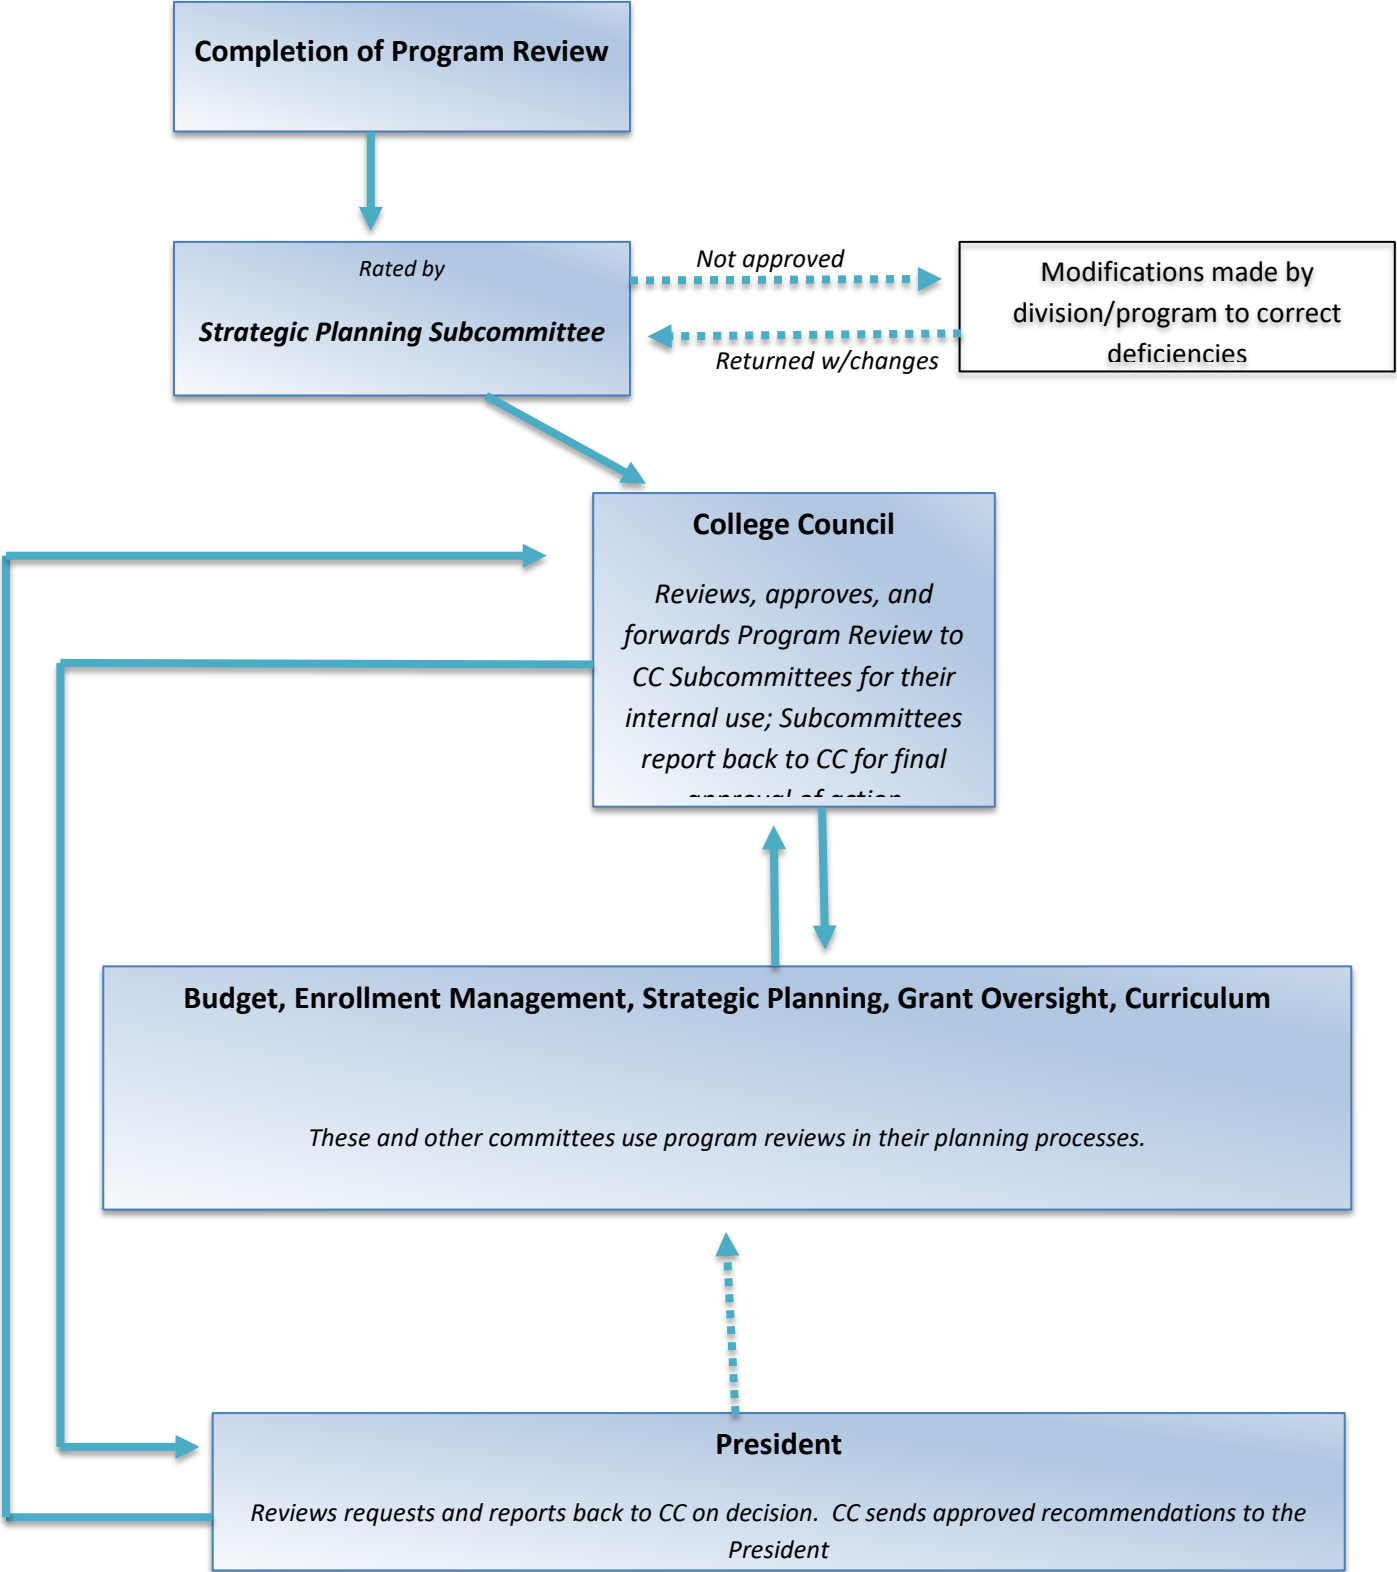 Completion of Program Review
Rated by
Strategic Planning Subcommittee
Not approved
Returned w/changes
Modifications made by
division/program to correct
deficiencies
College Council
Reviews, approves, and
forwards Program Review to
CC Subcommittees for their
internal use; Subcommittees
report back to CC for final
approval of action
Budget, Enrollment Management, Strategic Planning, Grant Oversight, Curriculum
These and other committees use program reviews in their planning processes.
President
Reviews requests and reports back to CC on decision.  CC sends approved recommendations to the
President